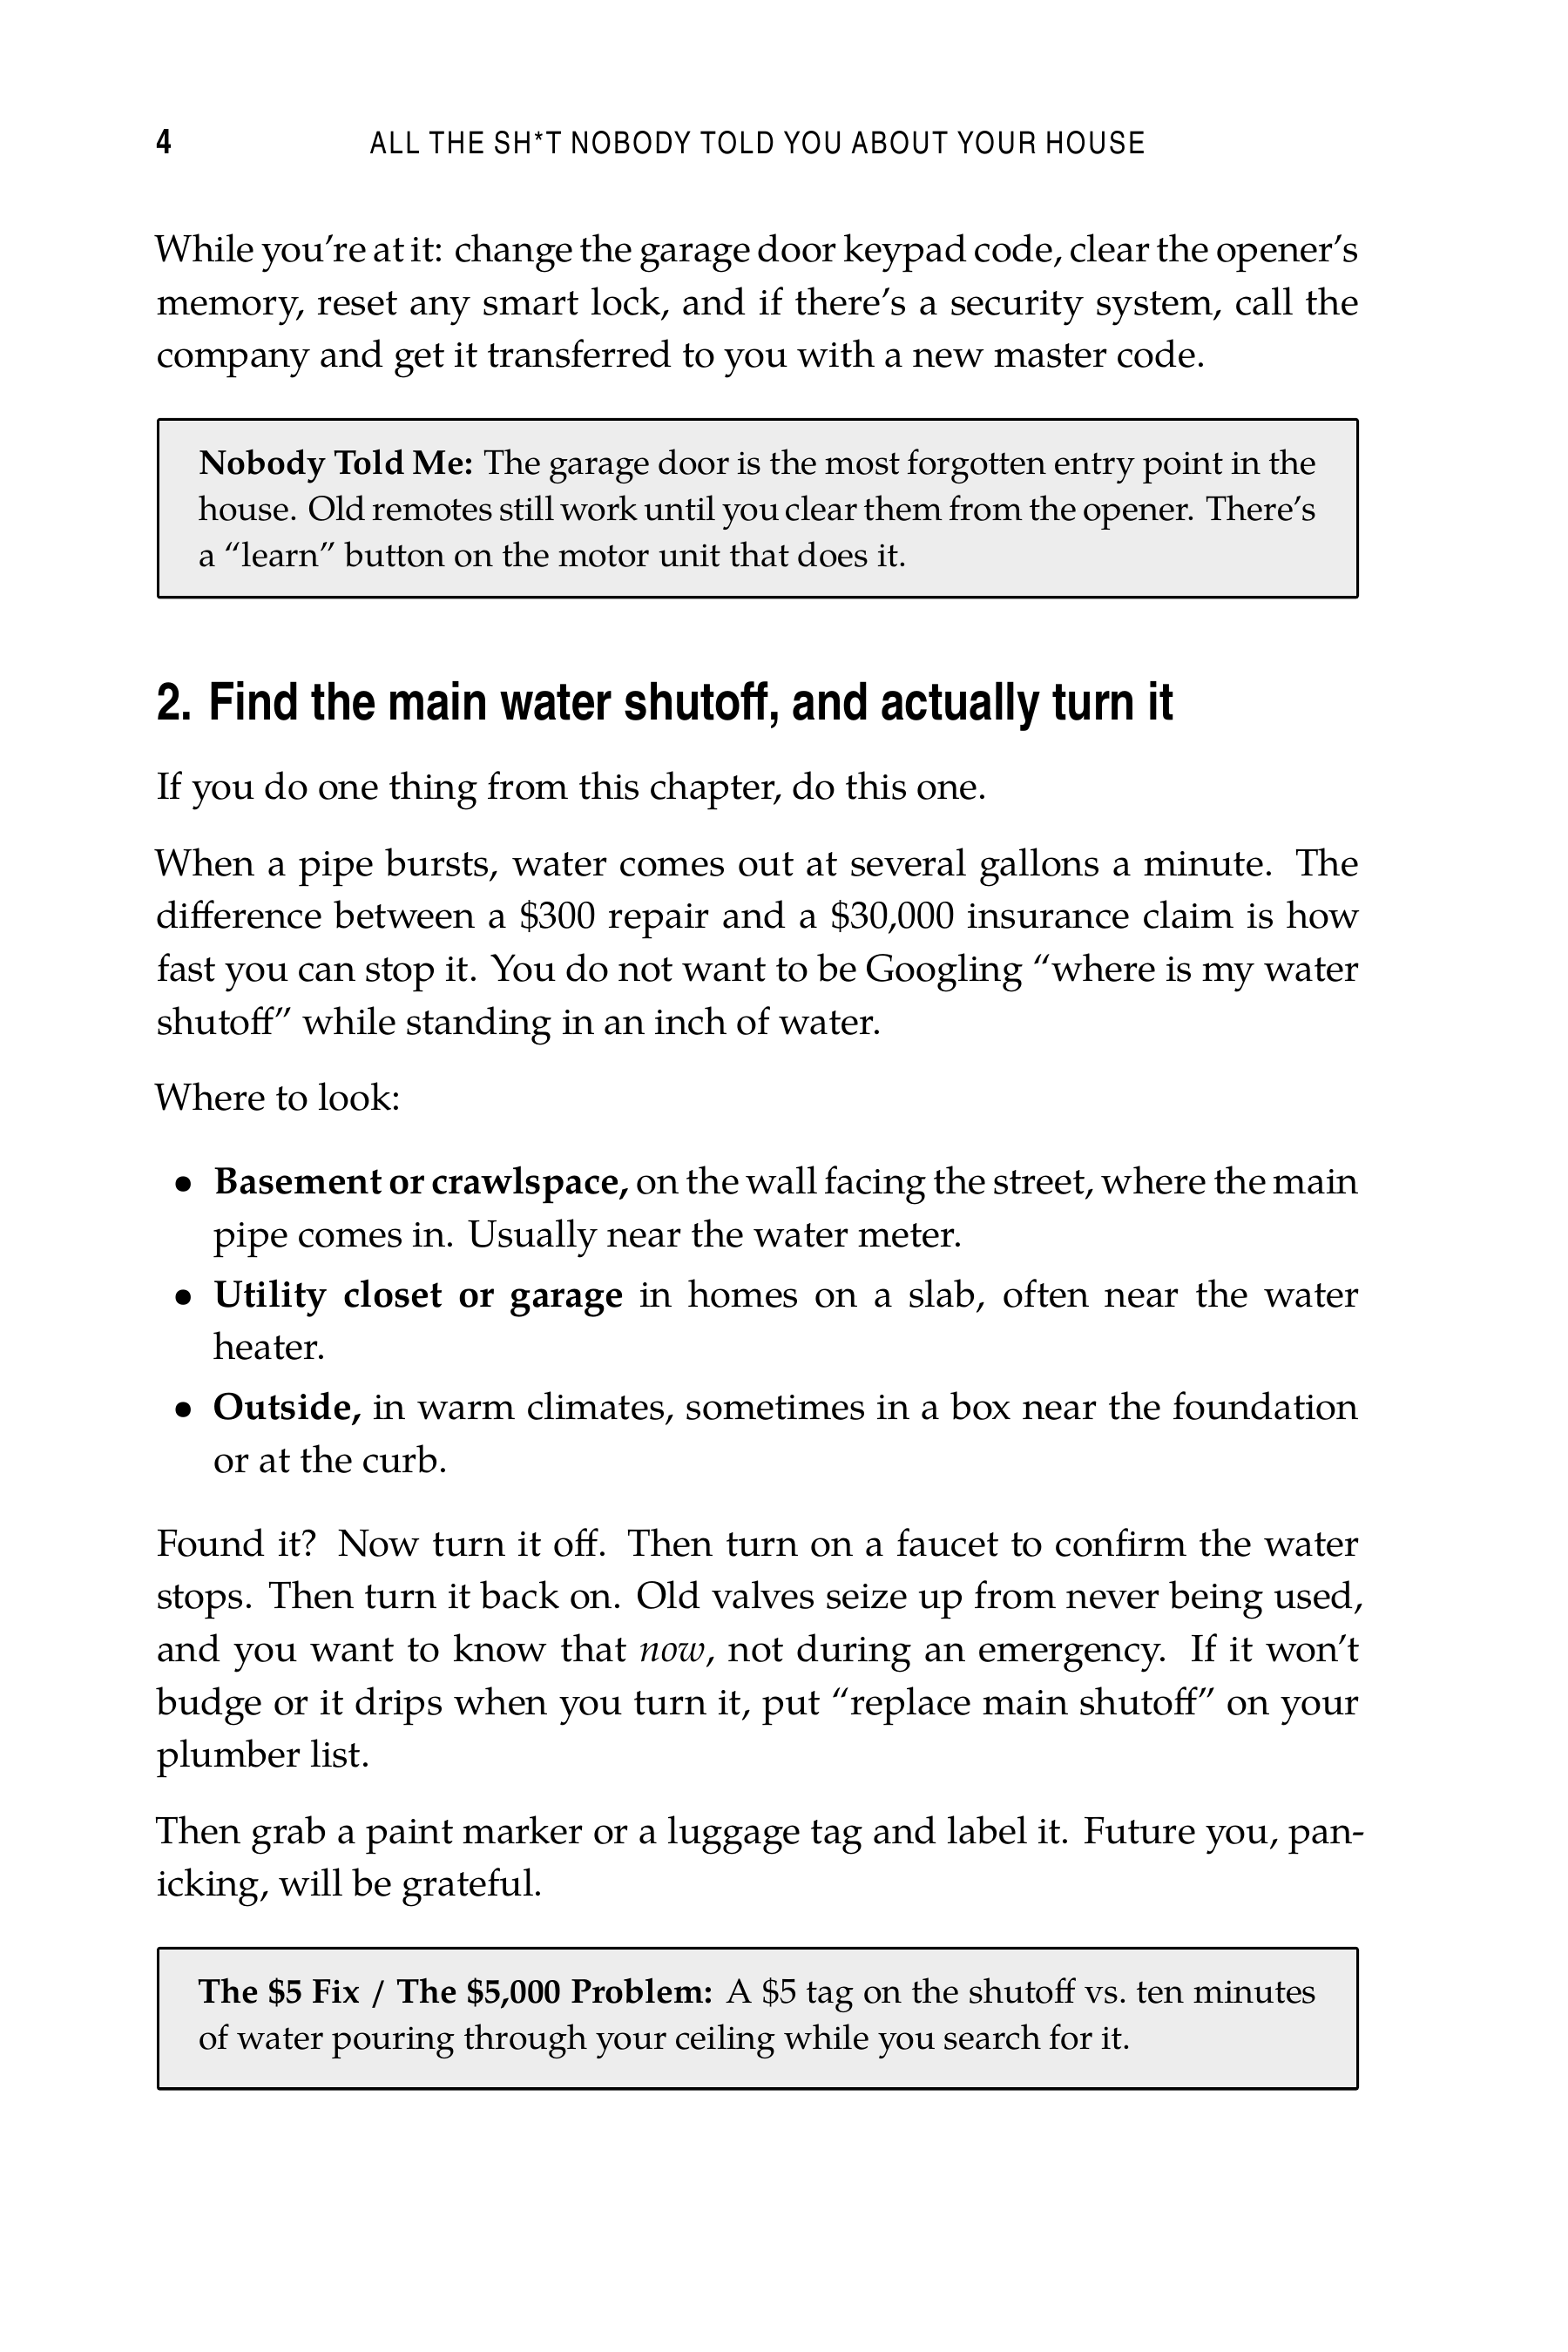 4 ALL THE SH*T NOBODY TOLD YOU ABOUT YOUR HOUSE
While you’re at it: change the garage door keypad code, clear the opener’s
memory, reset any smart lock, and if there’s a security system, call the
company and get it transferred to you with a new master code.
Nobody Told Me: The garage door is the most forgotten entry point in the
house. Old remotes still work until you clear them from the opener. There’s
a “learn” button on the motor unit that does it.
2. Find the main water shutoff, and actually turn it
If you do one thing from this chapter, do this one.
When a pipe bursts, water comes out at several gallons a minute. The
difference between a $300 repair and a $30,000 insurance claim is how
fast you can stop it. You do not want to be Googling “where is my water
shutoff” while standing in an inch of water.
Where to look:
• Basement or crawlspace, on the wall facing the street, where the main
pipe comes in. Usually near the water meter.
• Utility closet or garage in homes on a slab, often near the water
heater.
• Outside, in warm climates, sometimes in a box near the foundation
or at the curb.
Found it? Now turn it off. Then turn on a faucet to confirm the water
stops. Then turn it back on. Old valves seize up from never being used,
and you want to know that now, not during an emergency. If it won’t
budge or it drips when you turn it, put “replace main shutoff” on your
plumber list.
Then grab a paint marker or a luggage tag and label it. Future you, pan-
icking, will be grateful.
The $5 Fix / The $5,000 Problem: A $5 tag on the shutoff vs. ten minutes
of water pouring through your ceiling while you search for it.